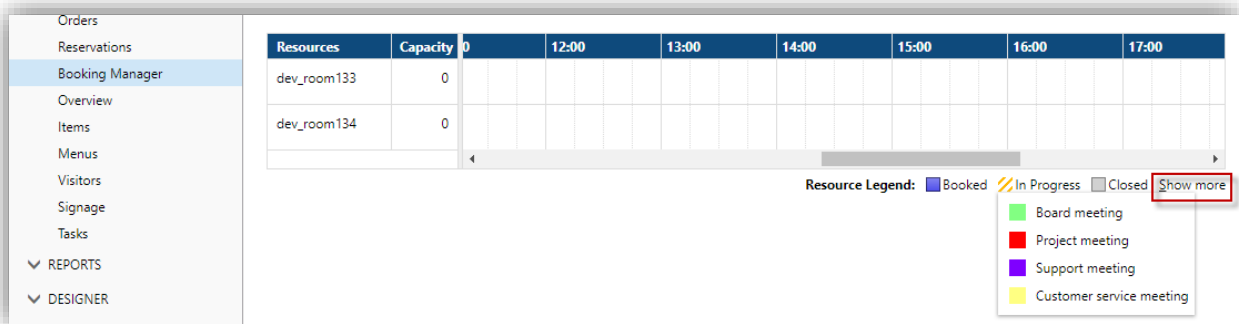 Orders
Reservations
Booking Manager
Overview
Items
Menus
Visitors
Signage
Tasks
REPORTS
DESIGNER
Resources Capacity 0 12:00 13:00 14:00 15:00 16:00 17:00
dev_room133 0
dev_room134 0
Resource Legend: Booked In Progress Closed Show more
Board meeting
Project meeting
Support meeting
Customer service meeting